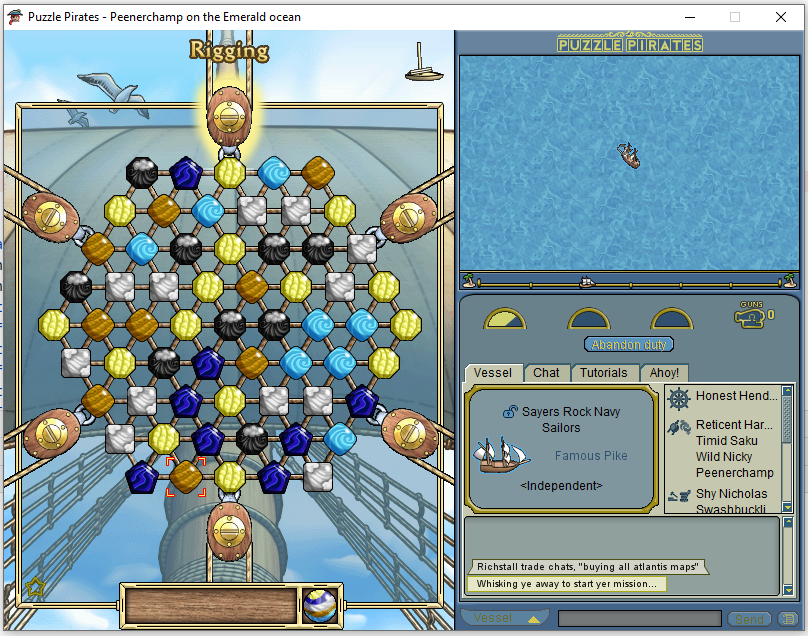 Puzzle Pirates - Peenerchamp on the Emerald ocean
Rigging
PUZZLE PIRATES
GUNS
0
Abandon duty
Vessel
Chat
Tutorials
Ahoy!
Sayers Rock Navy
Sailors
Famous Pike
<Independent>
Honest Hend...
Reticent Har...
Timid Saku
Wild Nicky
Peenerchamp
Shy Nicholas
Swashbuckli
Richstall trade chats, "buying all atlantis maps"
Whisking ye away to start yer mission...
Vessel
Send